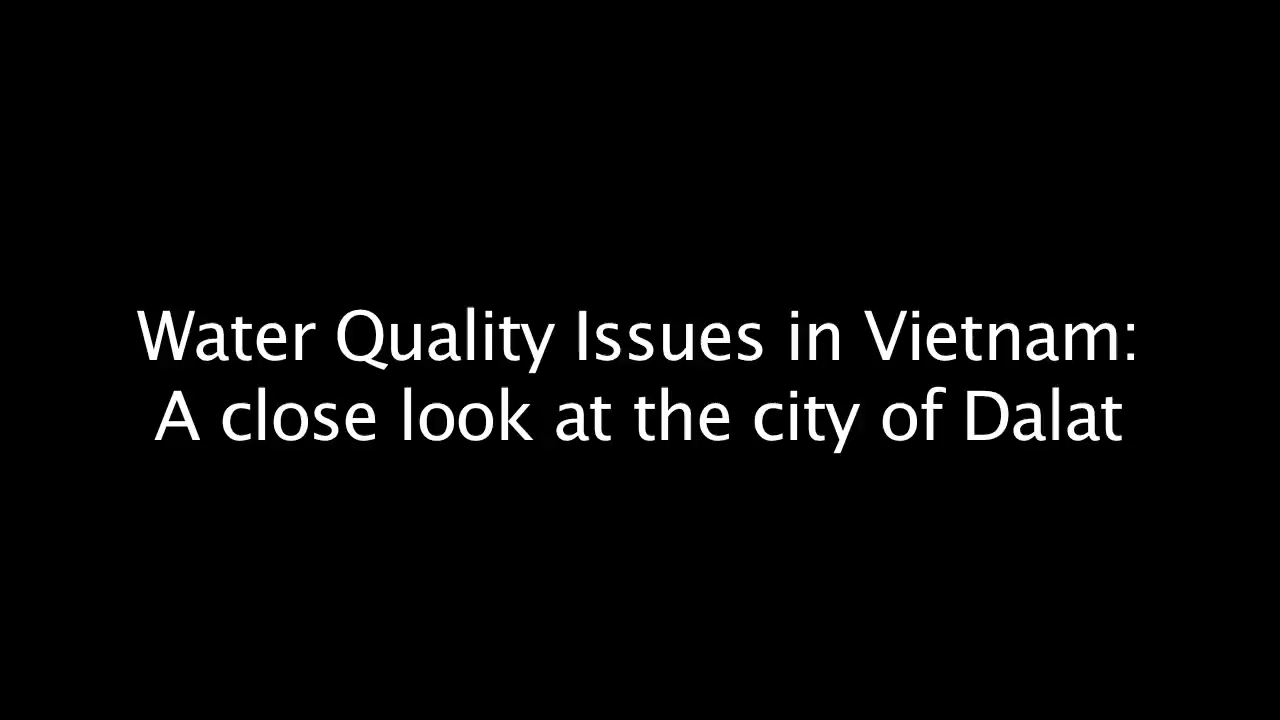 Water Quality Issues in Vietnam:
A close look at the city of Dalat